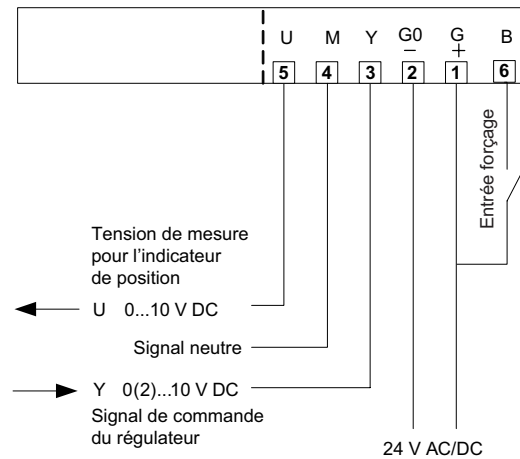 U M Y G0 G B
− +
5 4 3 2 1 6
Entrée forçage
Tension de mesure
pour l'indicateur
de position
U 0...10 V DC
Signal neutre
Y 0(2)...10 V DC
Signal de commande
du régulateur
24 V AC/DC